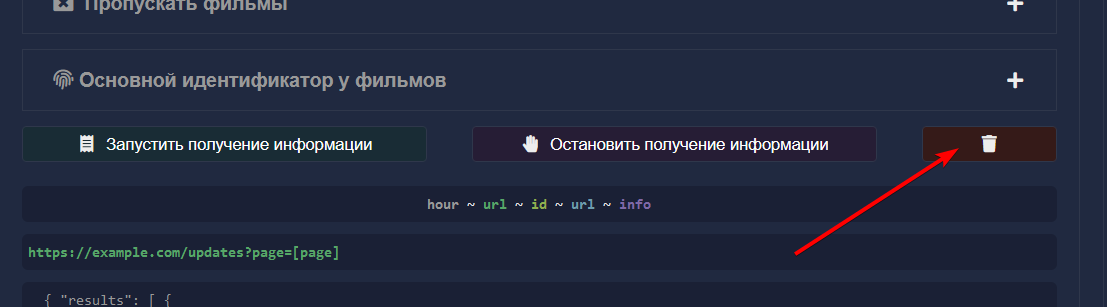 Пропускать фильмы
Основной идентификатор у фильмов
Запустить получение информации
Остановить получение информации
hour ~ url ~ id ~ url ~ info
https://example.com/updates?page=[page]
{ "results": [ {